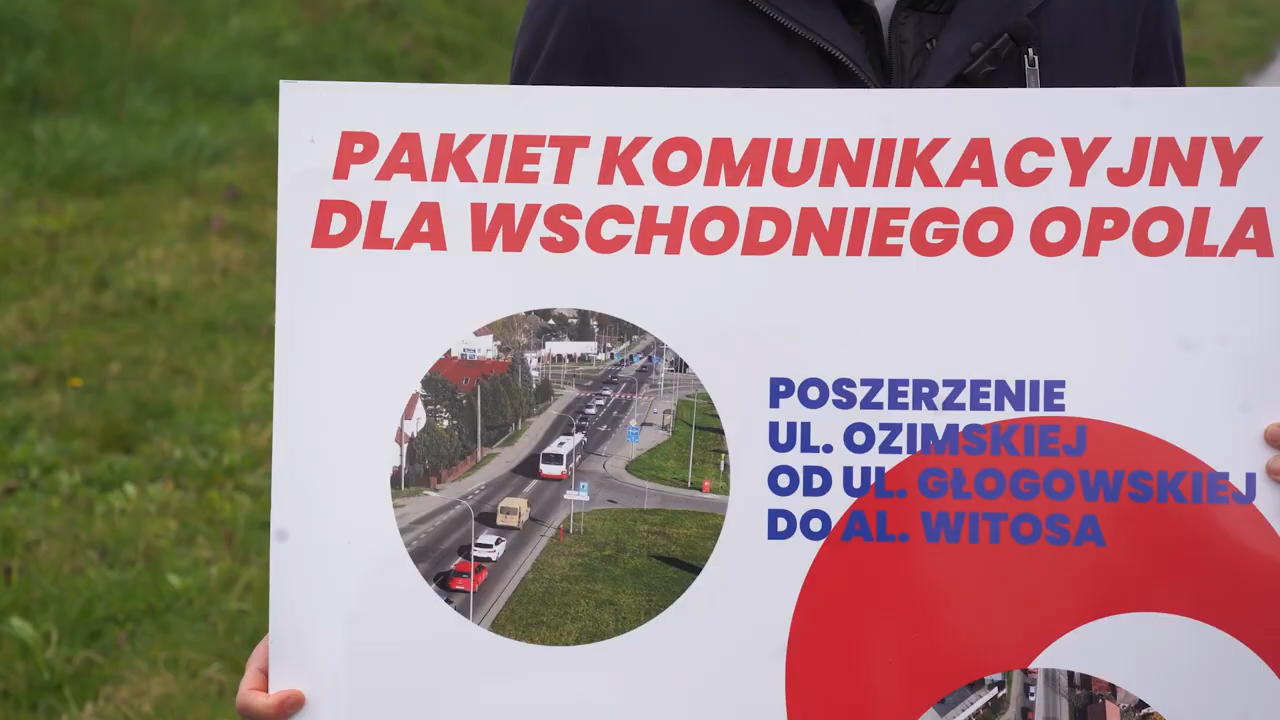 PAKIET KOMUNIKACYJNY
DLA WSCHODNIEGO OPOLA
POSZERZENIE
UL. OZIMSKIEJ
OD UL. GŁOGOWSKIEJ
DO AL. WITOSA